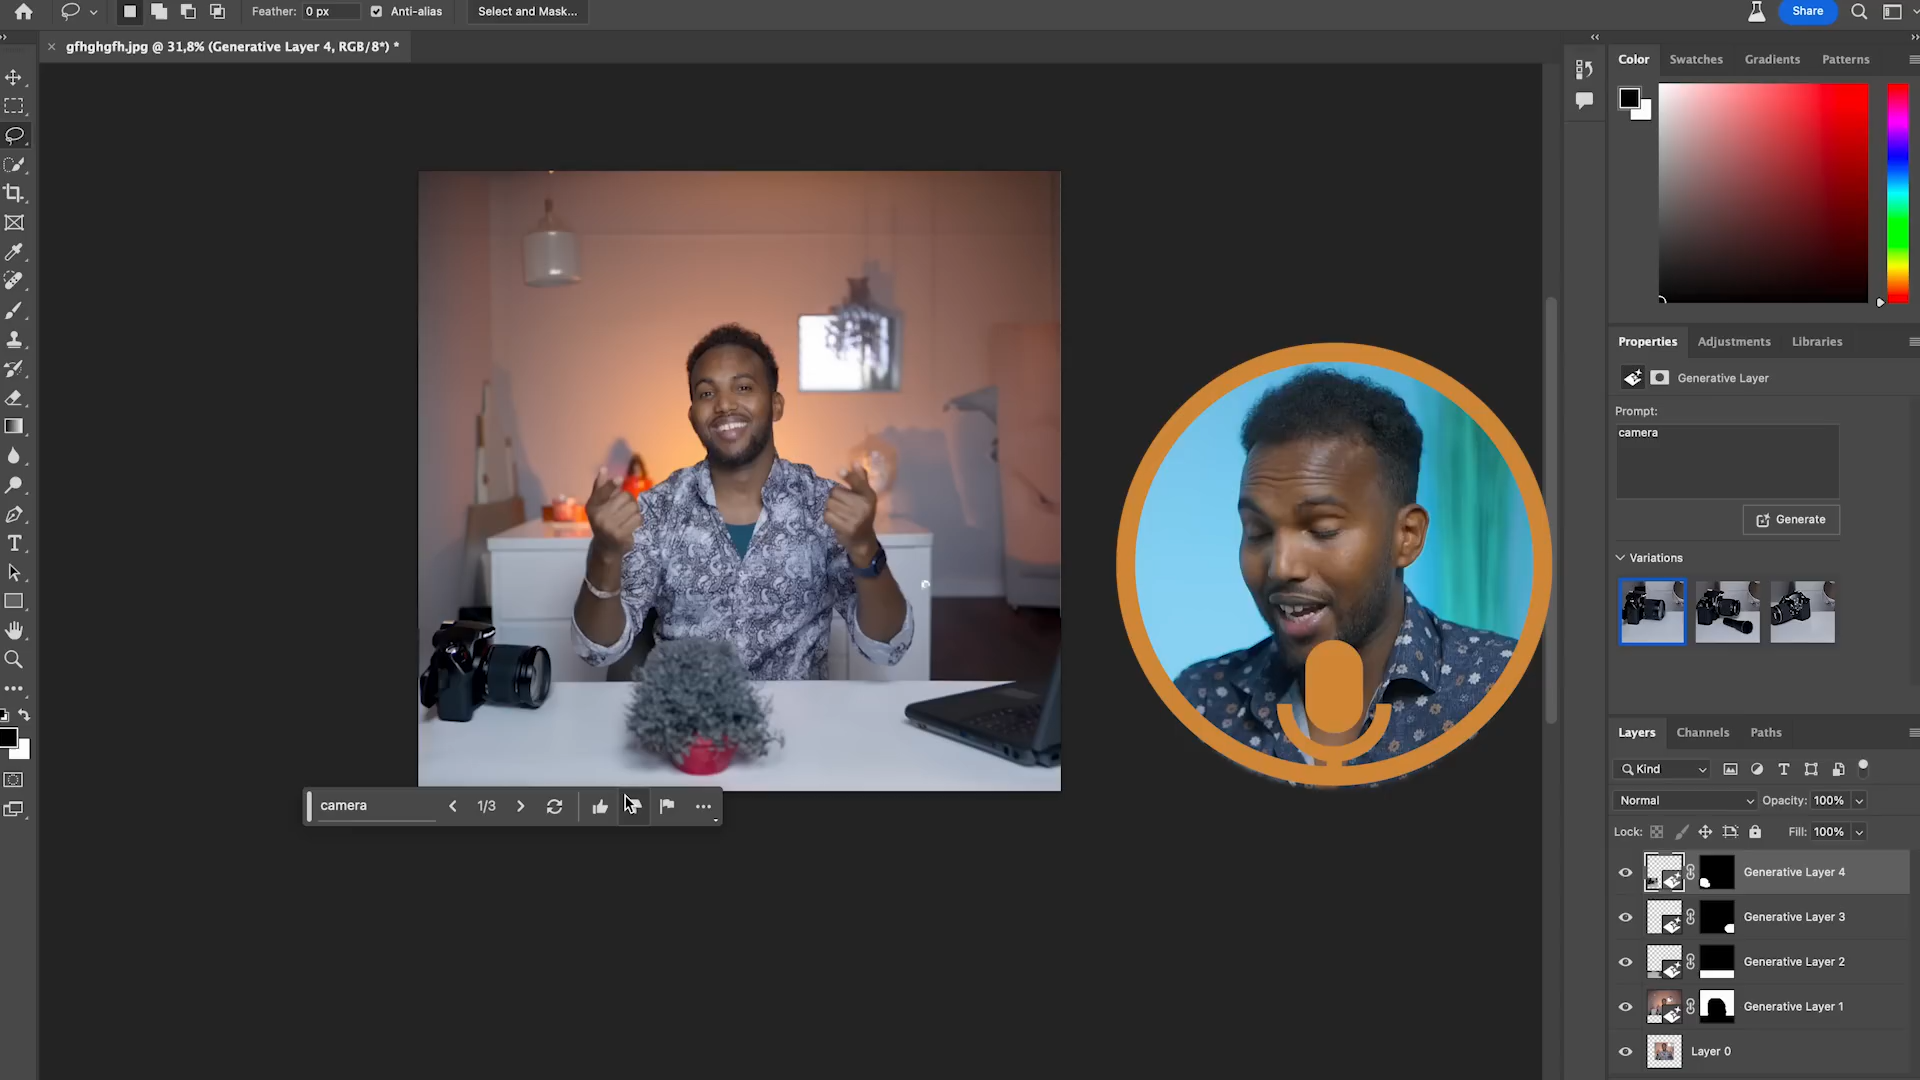 Feather: 0 px
Anti-alias
Select and Mask...
Share
gfhghgfh.jpg @ 31,8% (Generative Layer 4, RGB/8*) *
Color
Swatches
Gradients
Patterns
Properties
Adjustments
Libraries
Generative Layer
Prompt:
camera
Generate
Variations
camera
1/3
Layers
Channels
Paths
Kind
Normal
Opacity: 100%
Lock:
Fill: 100%
Generative Layer 4
Generative Layer 3
Generative Layer 2
Generative Layer 1
Layer 0